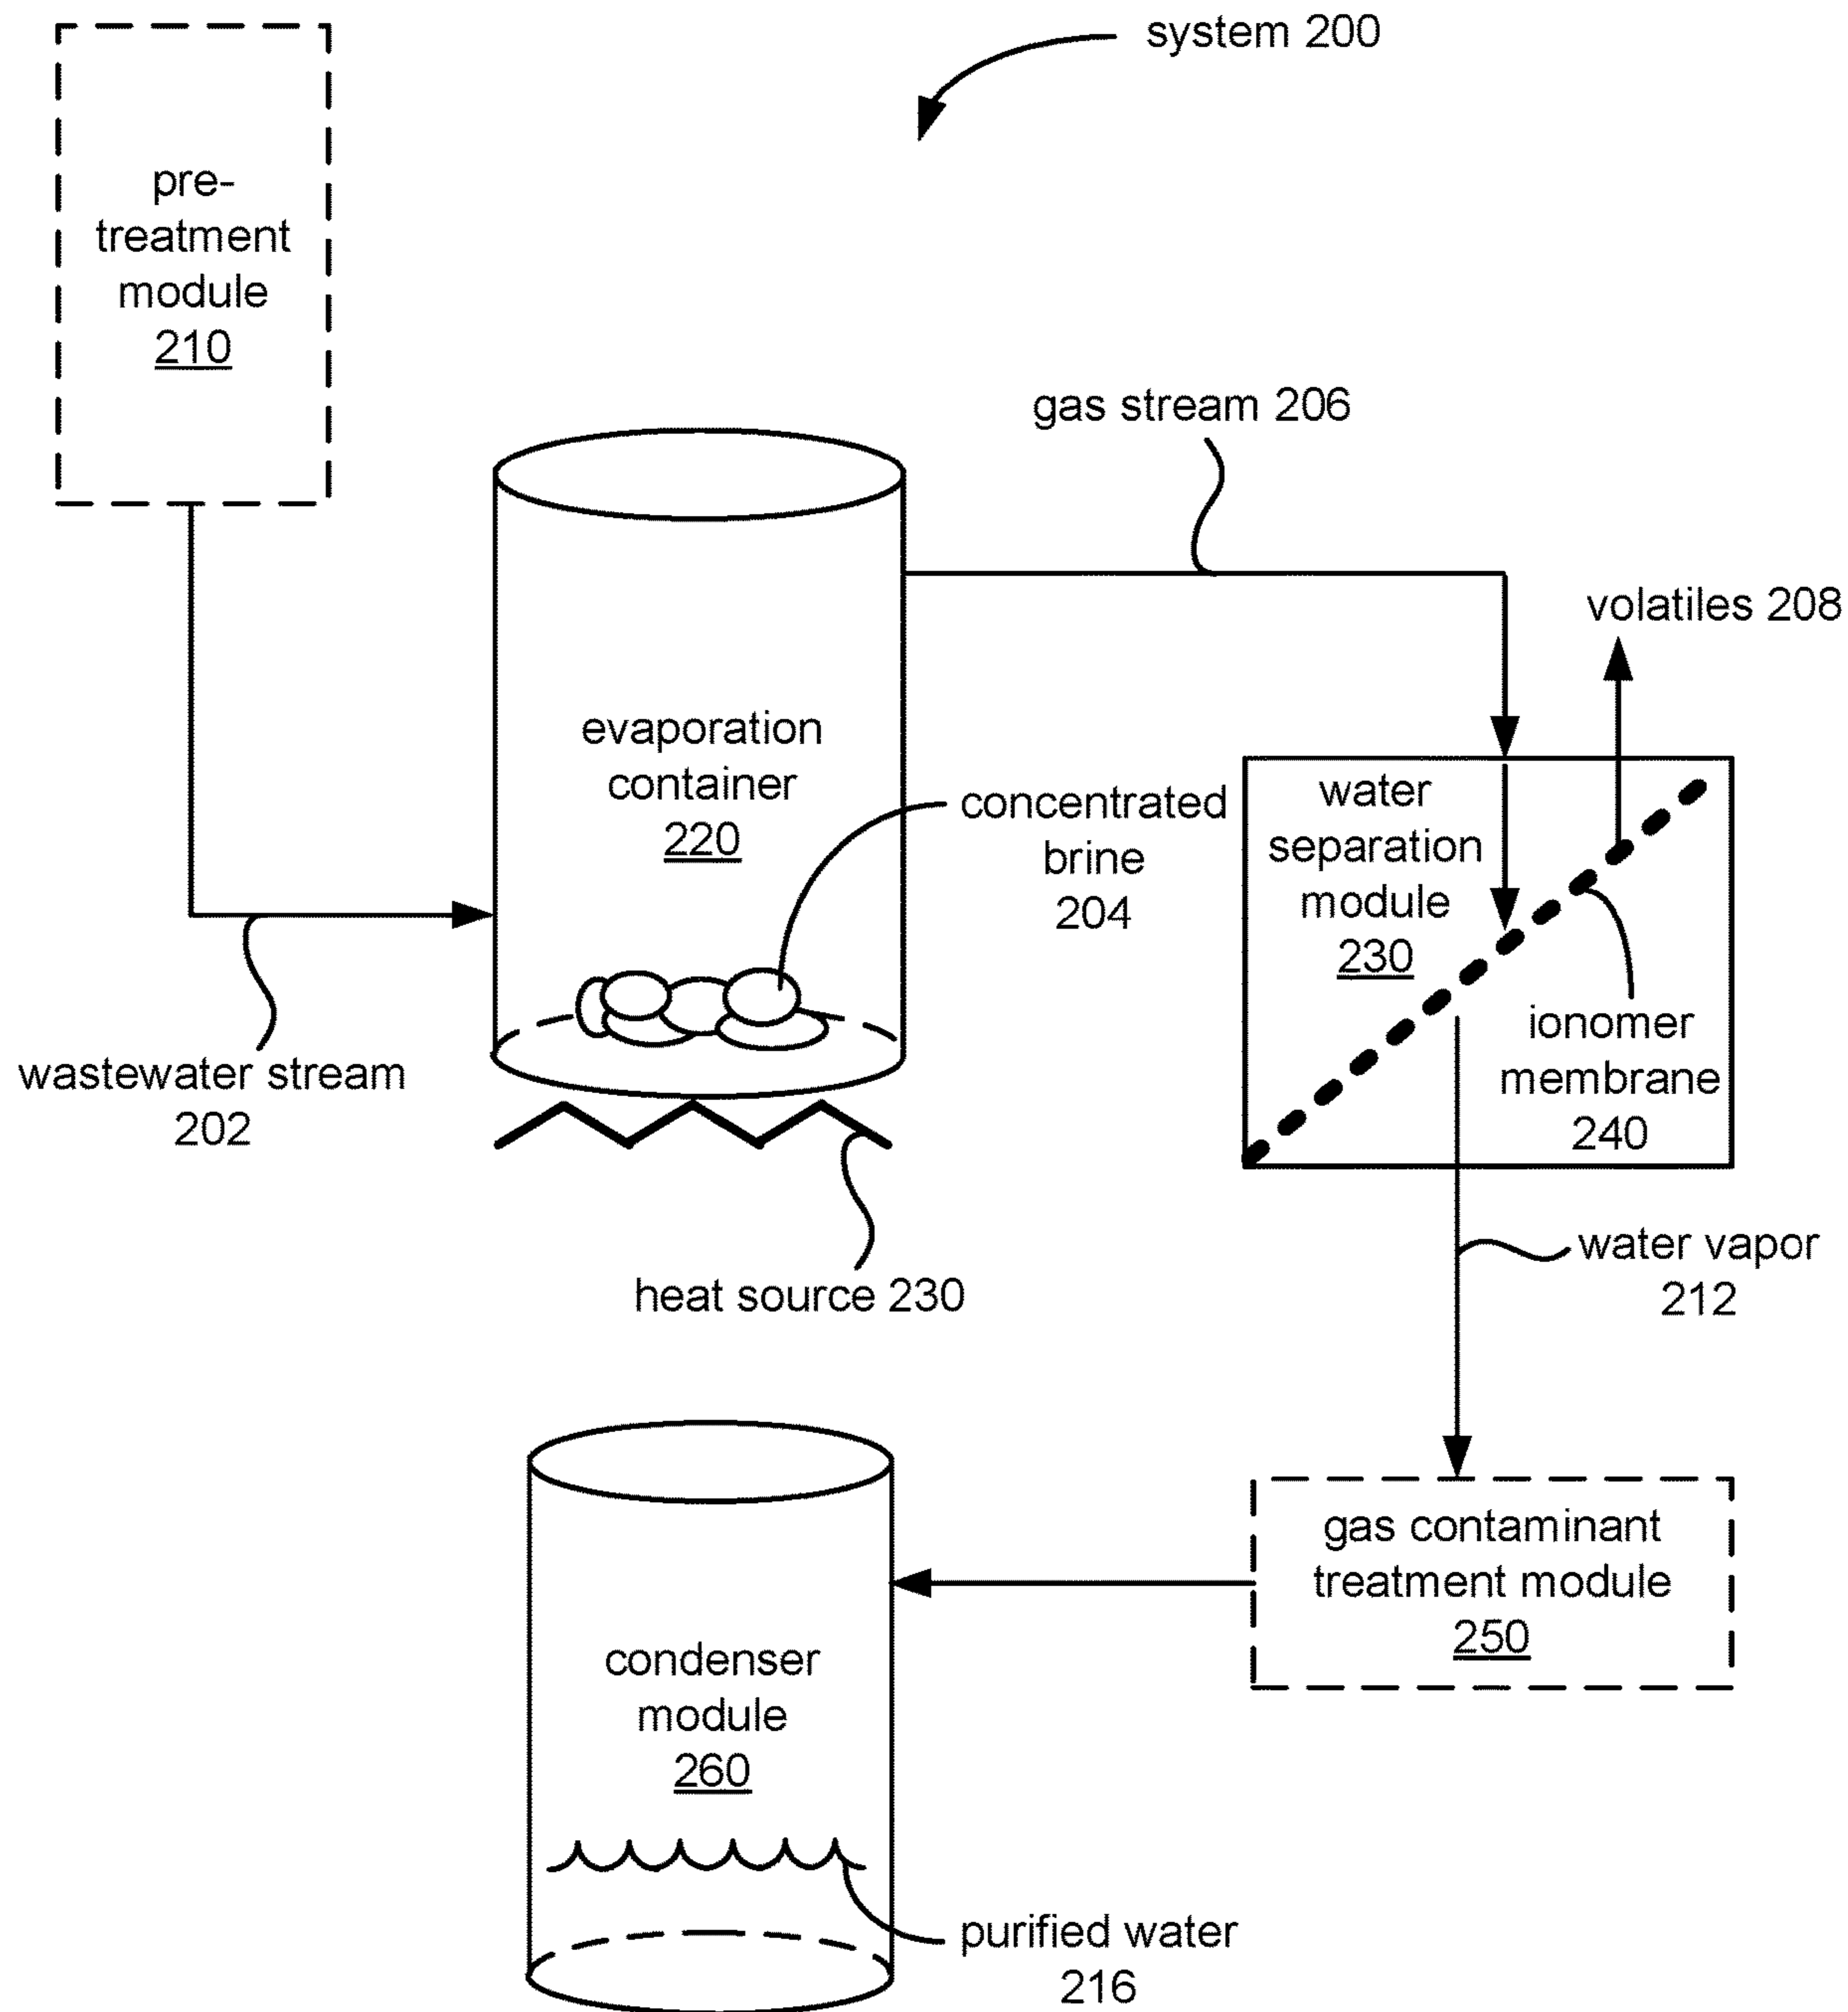 system 200
pre-
treatment
module
210
gas stream 206
volatiles 208
evaporation
container
220
concentrated
brine
204
water
separation
module
230
ionomer
membrane
240
wastewater stream
202
heat source 230
water vapor
212
gas contaminant
treatment module
250
condenser
module
260
purified water
216